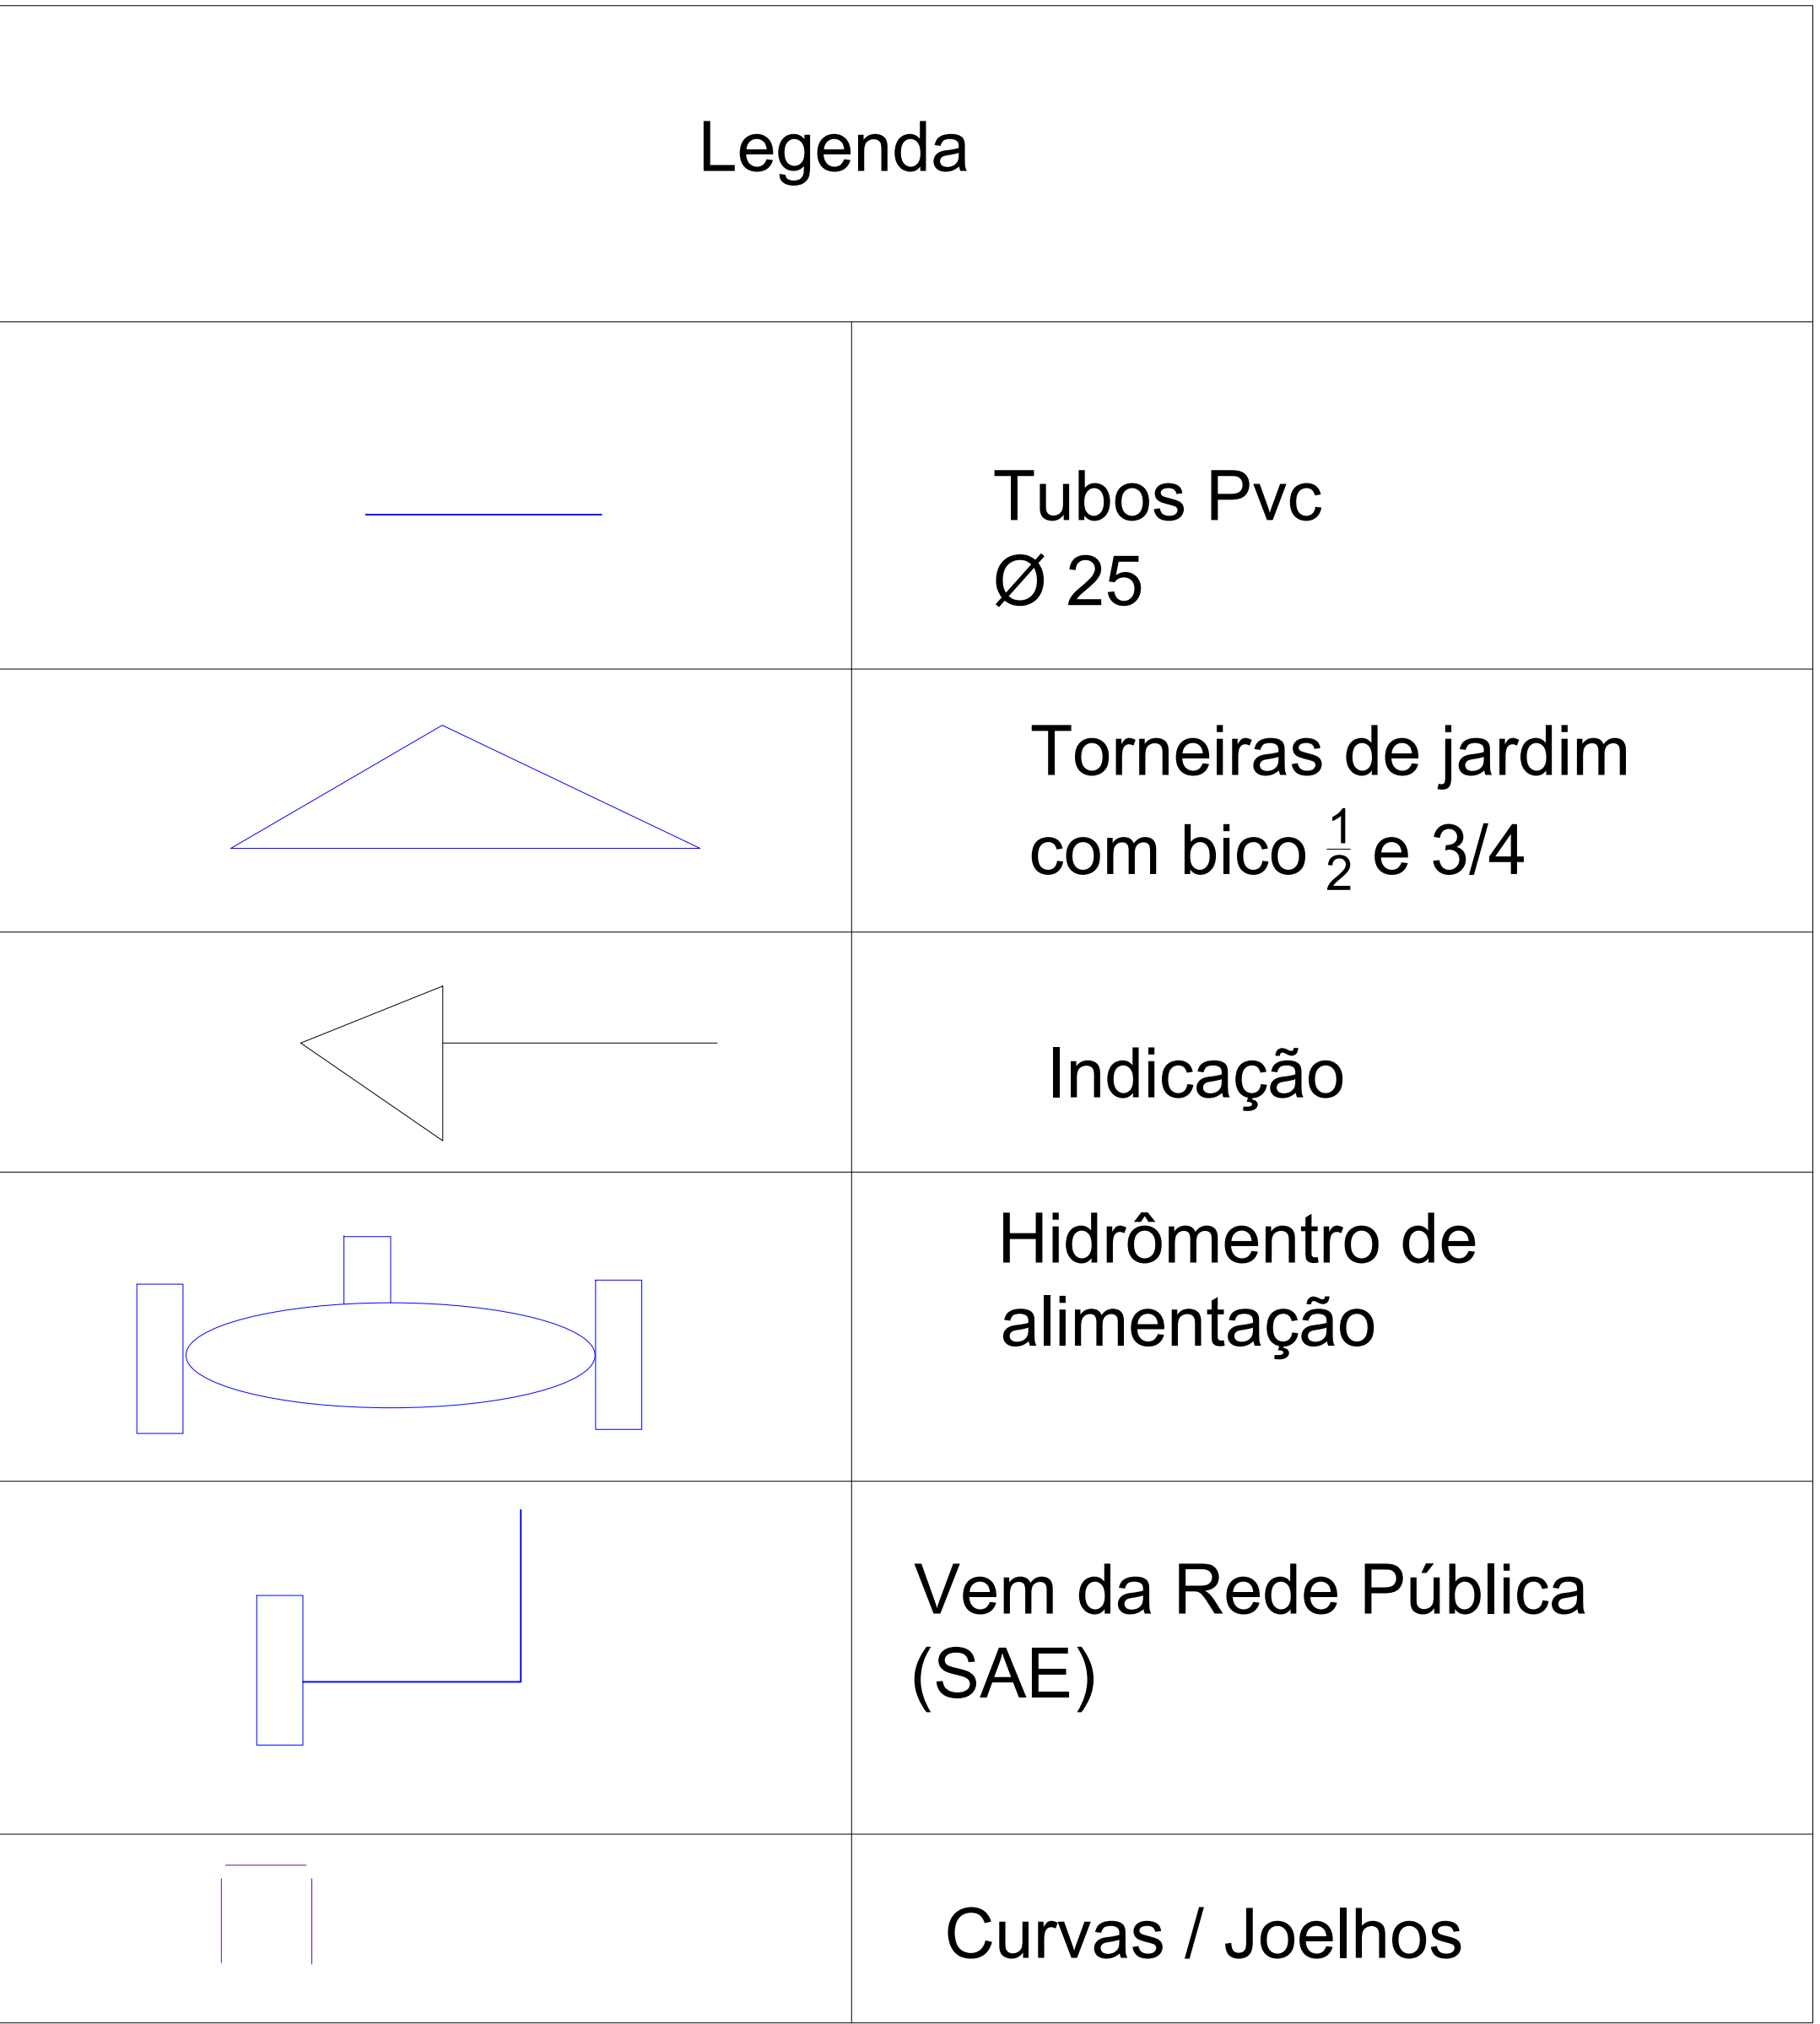 Legenda
Tubos Pvc
Ø 25
Torneiras de jardim
com bico 1/2 e 3/4
Indicação
Hidrômentro de
alimentação
Vem da Rede Pública
(SAE)
Curvas / Joelhos